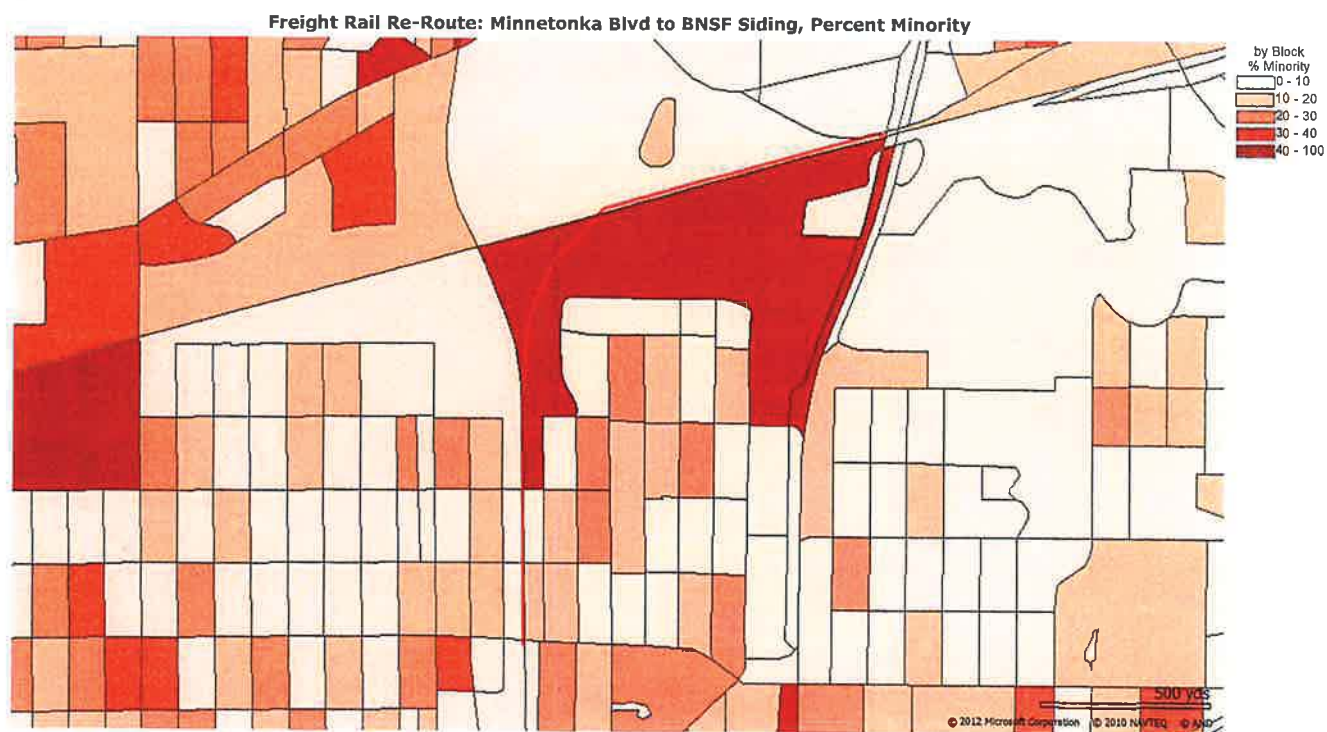 Freight Rail Re-Route: Minnetonka Blvd to BNSF Siding, Percent Minority
by Block
% Minority
0 - 10
10 - 20
20 - 30
30 - 40
40 - 100
500 yds
© 2012 Microsoft Corporation © 2010 NAVTEQ © AND